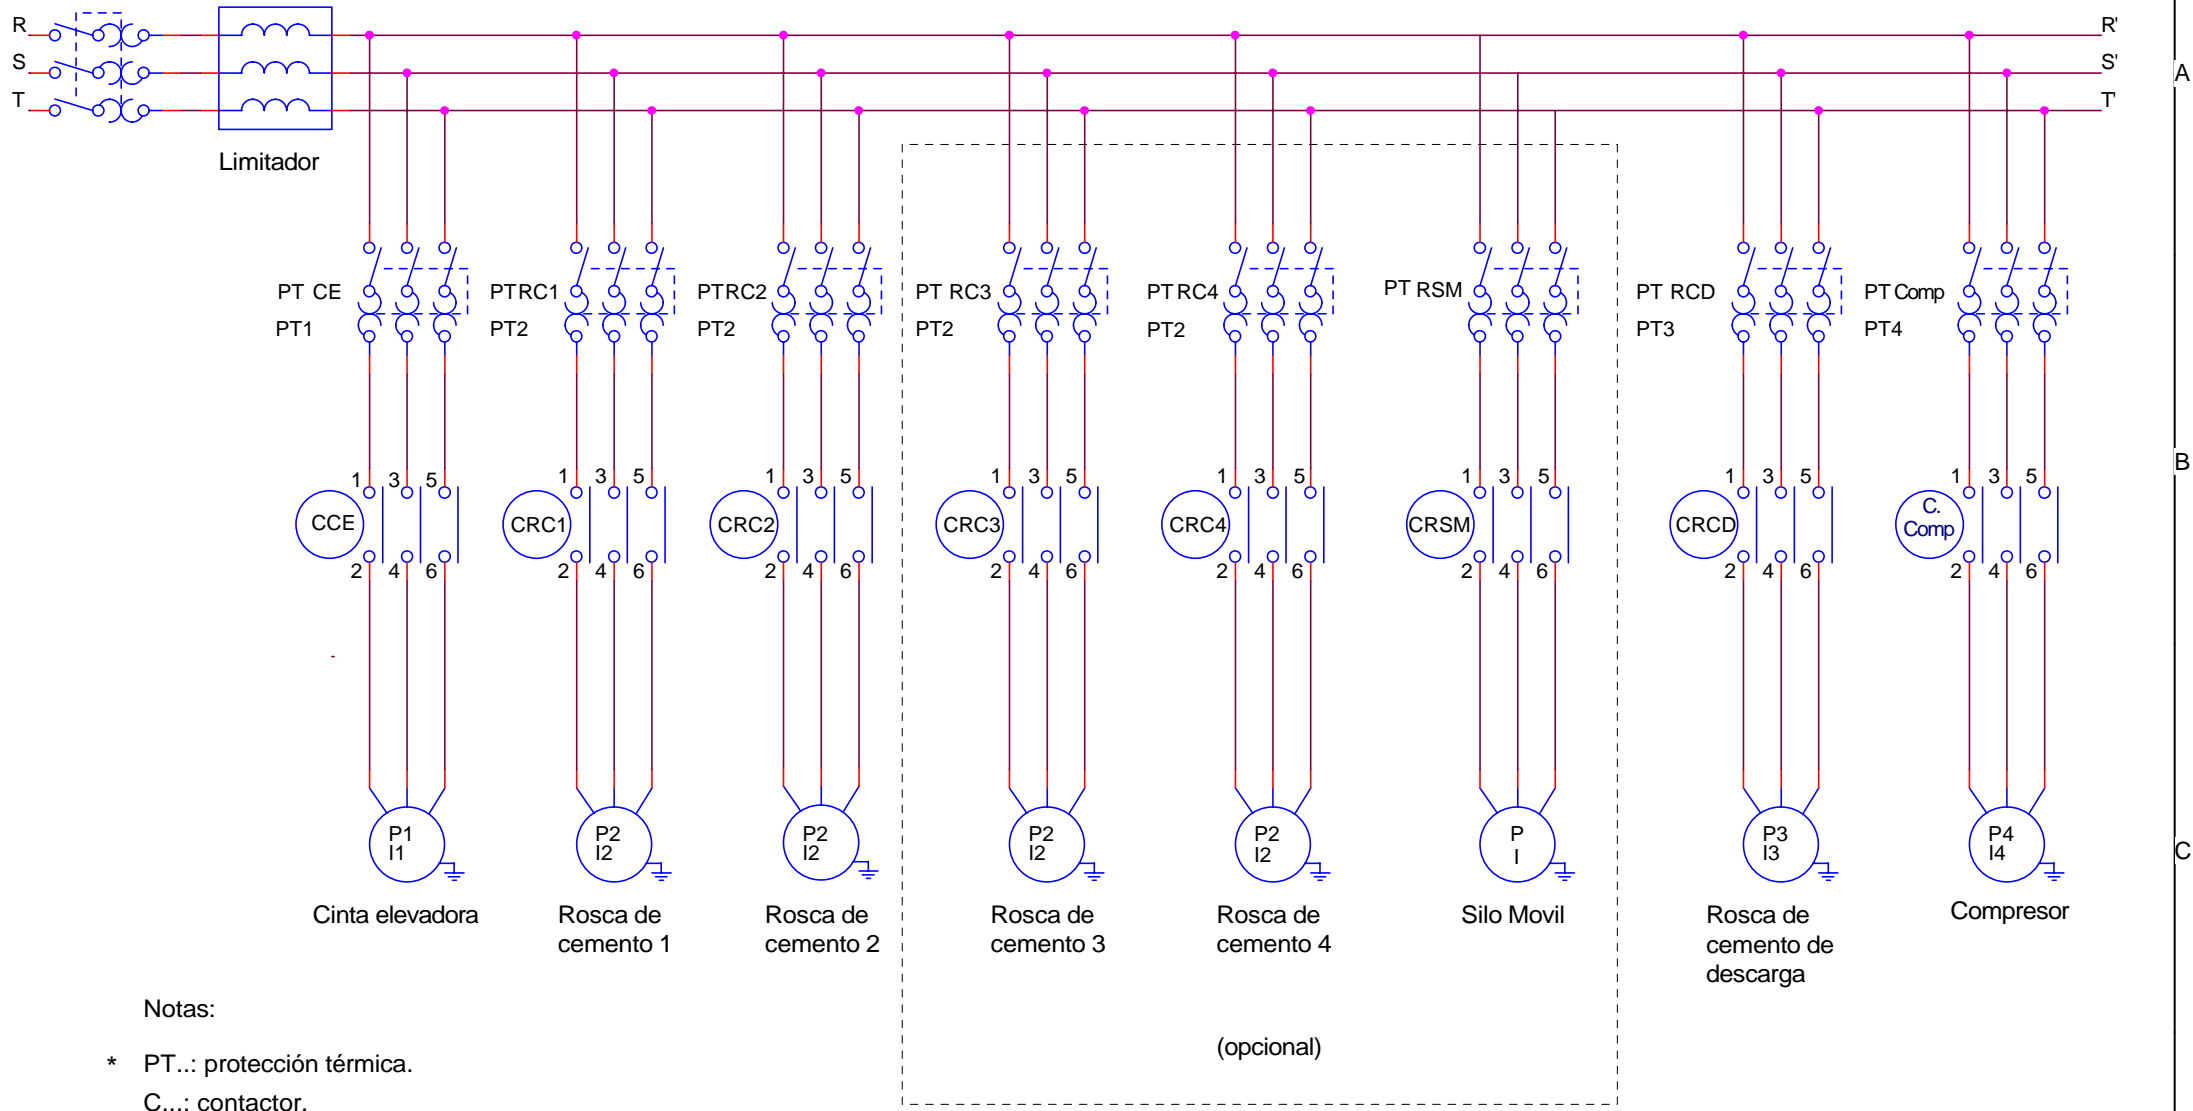 R
S
T
R'
S'
T'
A
Limitador
PT CE
PT1
PTRC1
PT2
PTRC2
PT2
PT RC3
PT2
PTRC4
PT2
PT RSM
PT RCD
PT3
PT Comp
PT4
B
1 3 5
CCE
2 4 6
1 3 5
CRC1
2 4 6
1 3 5
CRC2
2 4 6
1 3 5
CRC3
2 4 6
1 3 5
CRC4
2 4 6
1 3 5
CRSM
2 4 6
1 3 5
CRCD
2 4 6
1 3 5
C.
Comp
2 4 6
P1
I1
P2
I2
P2
I2
P2
I2
P2
I2
P
I
P3
I3
P4
I4
C
Cinta elevadora
Rosca de
cemento 1
Rosca de
cemento 2
Rosca de
cemento 3
Rosca de
cemento 4
Silo Movil
Rosca de
cemento de
descarga
Compresor
(opcional)
Notas:
* PT..: protección térmica.
C...: contactor.